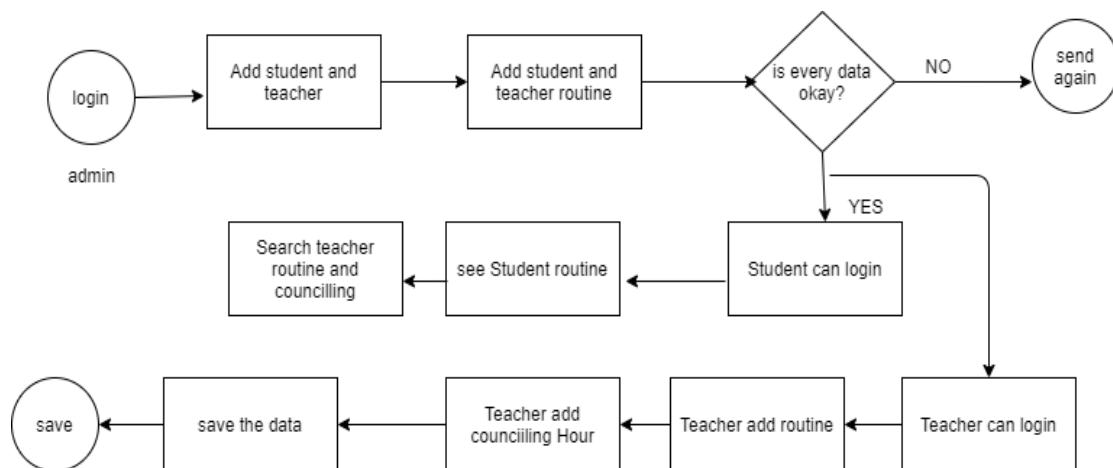 login
admin
Add student and
teacher
Add student and
teacher routine
is every data
okay?
NO
send
again
YES
Search teacher
routine and
councilling
see Student routine
Student can login
save
save the data
Teacher add
counciiling Hour
Teacher add routine
Teacher can login